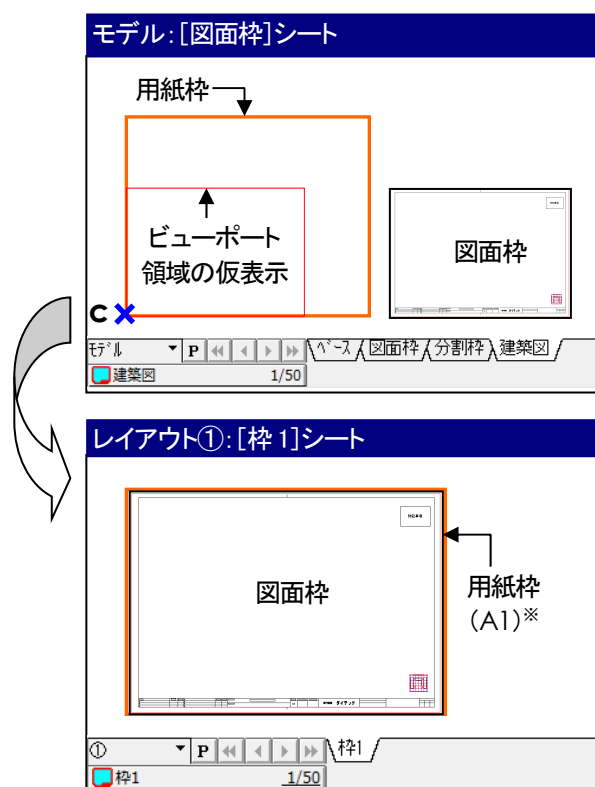 モデル：[図面枠]シート
用紙枠
ビューポート
領域の仮表示
図面枠
C
ﾓﾃﾞﾙ P ﾍﾞｰｽ 図面枠 分割枠 建築図
建築図 1/50
レイアウト①：[枠1]シート
図面枠
用紙枠
（A1）※
① P 枠1
枠1 1/50